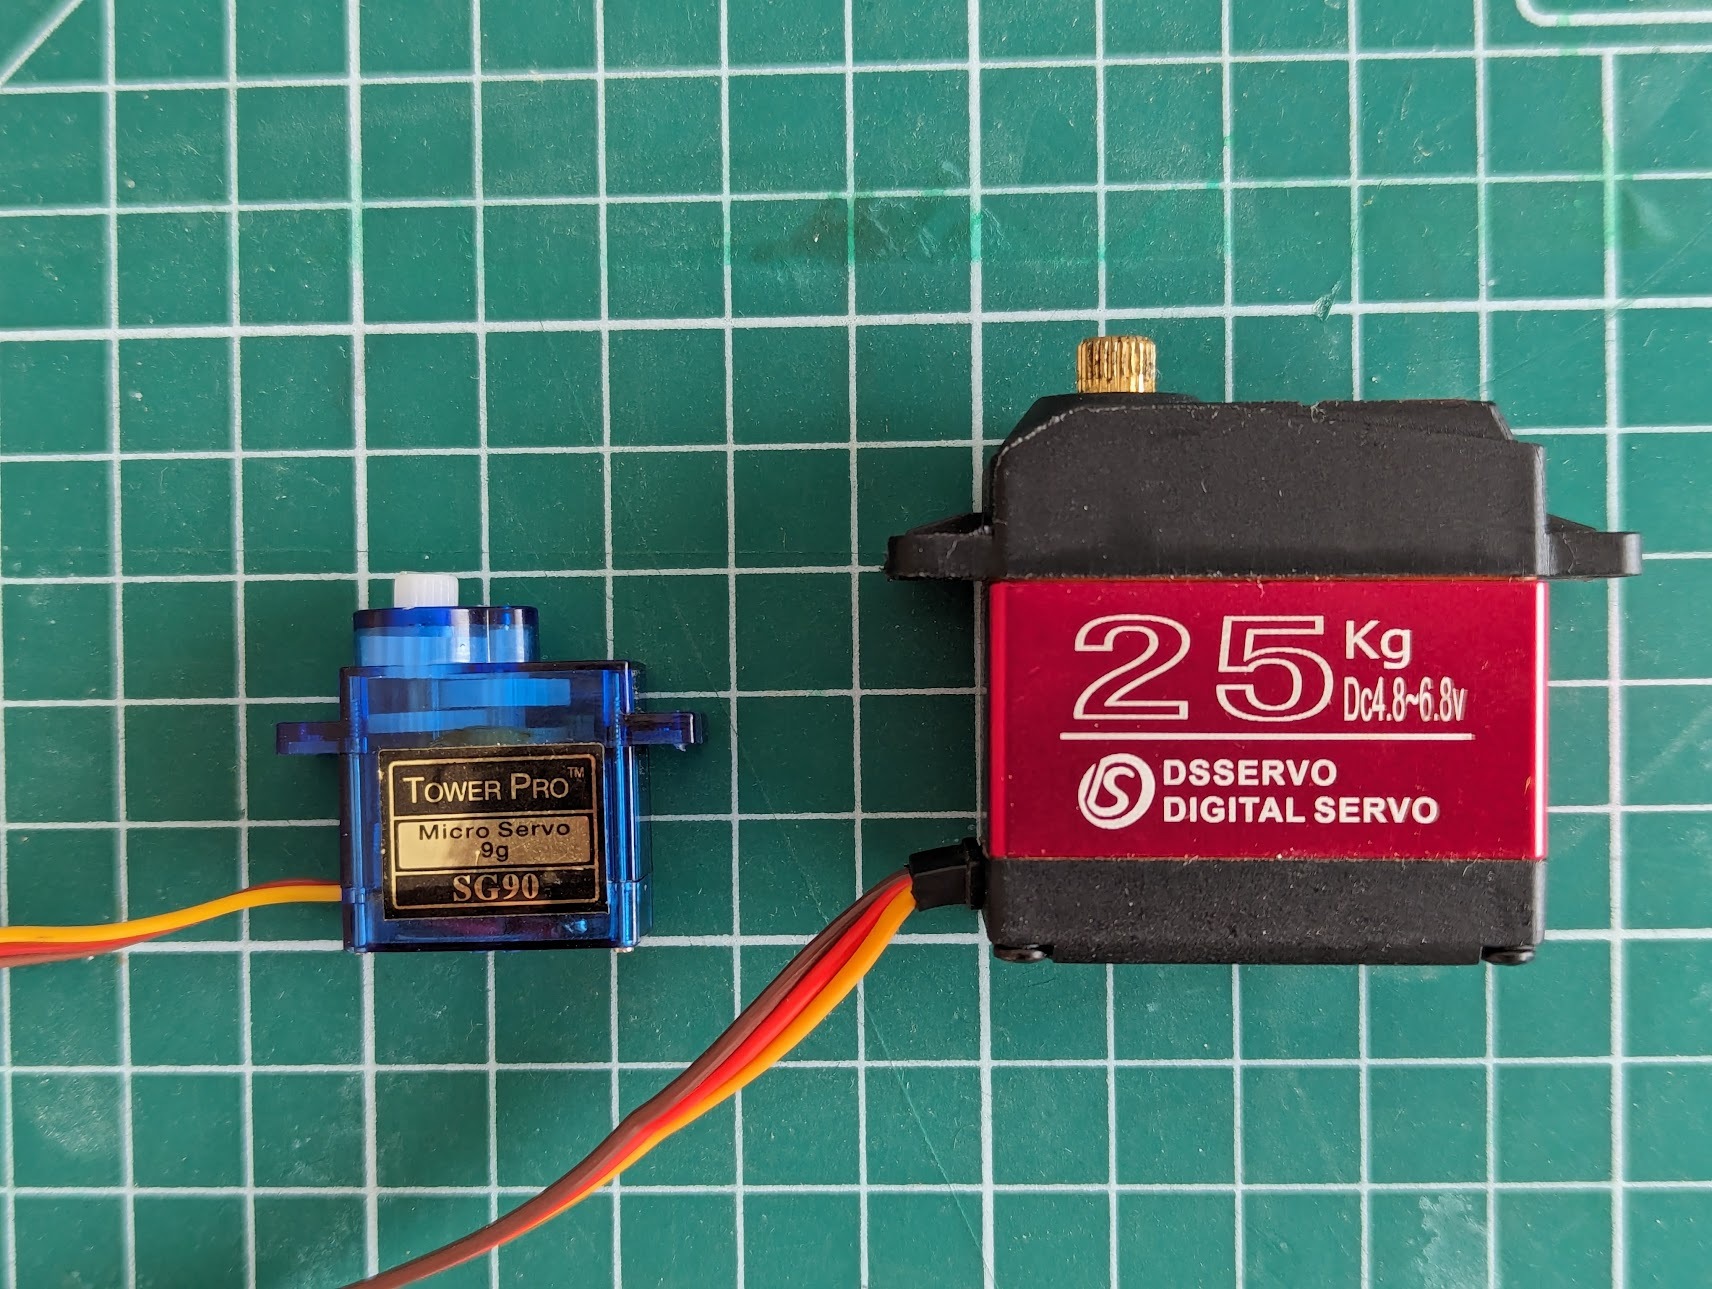 TOWER PRO™
Micro Servo
9g
SG90
25 Kg
Dc4.8~6.8v
DSSERVO
DIGITAL SERVO